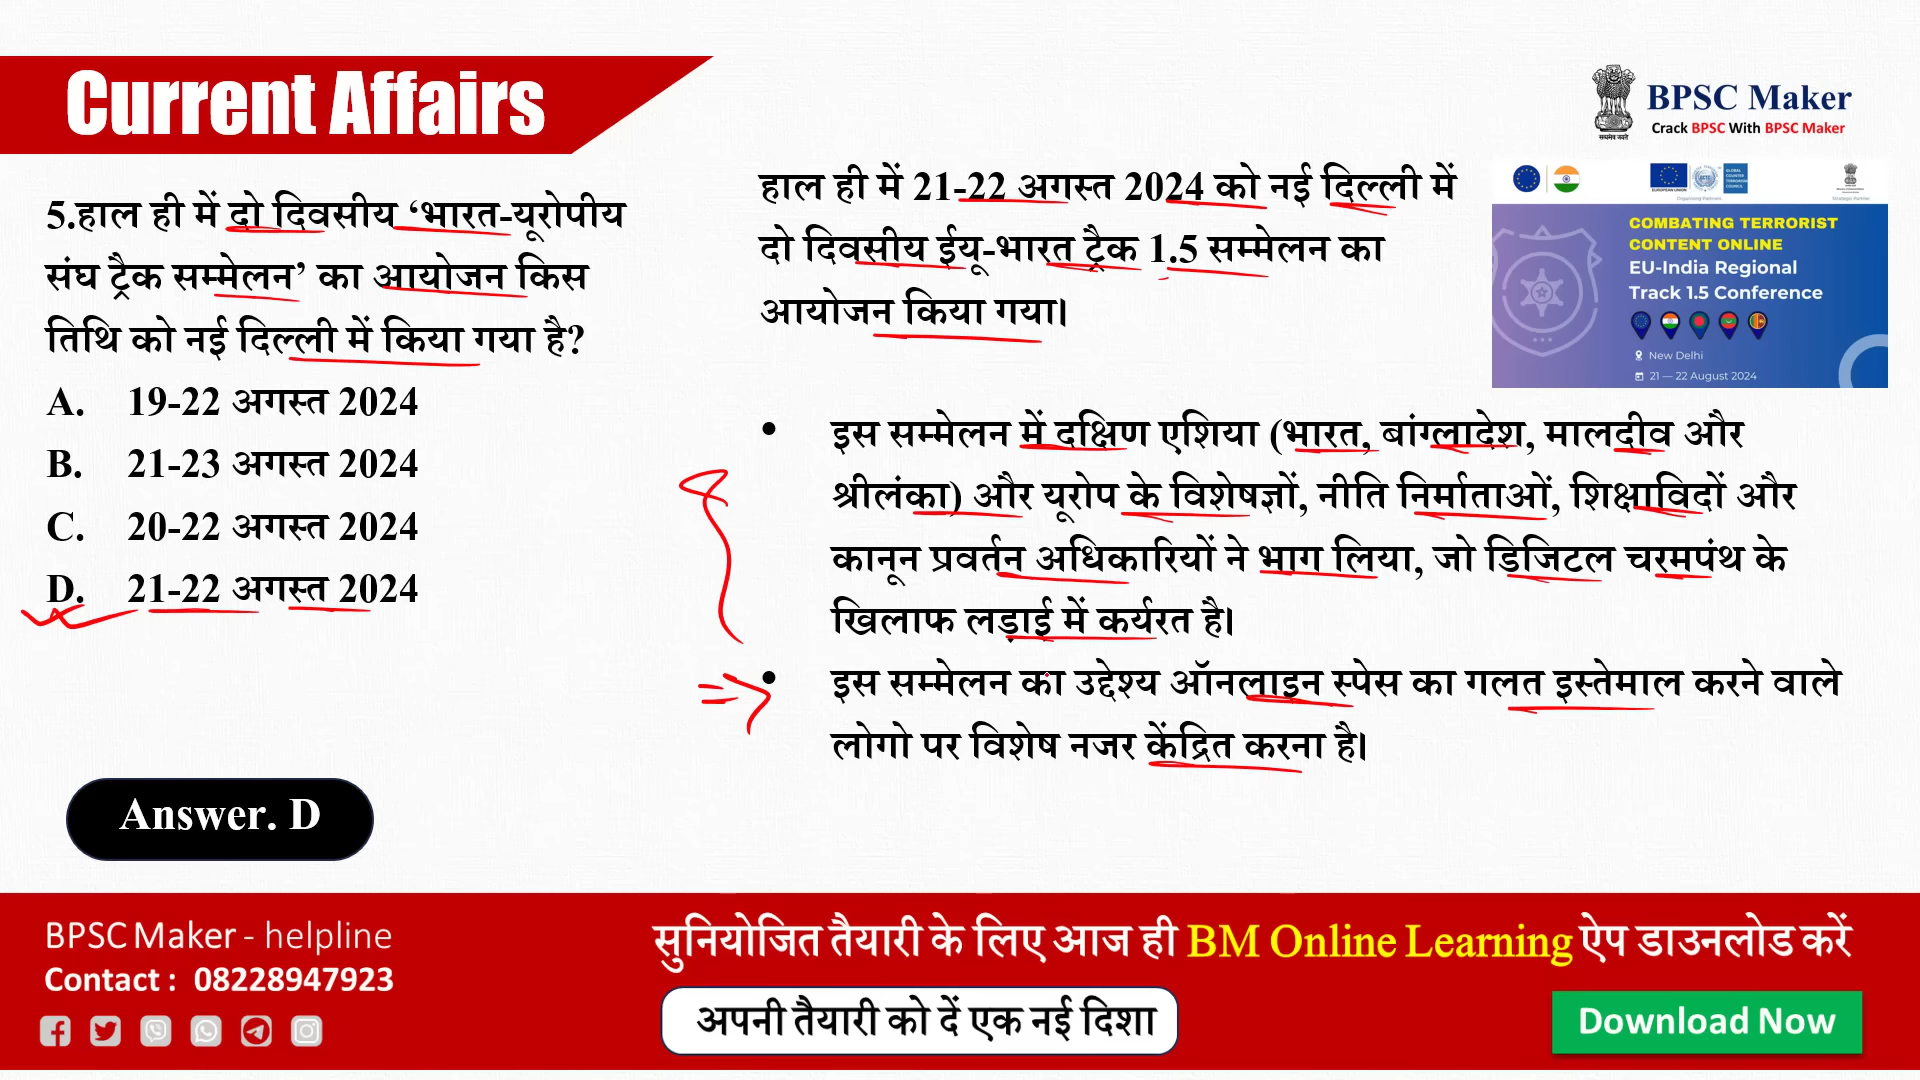 Current Affairs
BPSC Maker
Crack BPSC With BPSC Maker
5.हाल ही में दो दिवसीय ‘भारत-यूरोपीय
संघ ट्रैक सम्मेलन’ का आयोजन किस
तिथि को नई दिल्ली में किया गया है?
A. 19-22 अगस्त 2024
B. 21-23 अगस्त 2024
C. 20-22 अगस्त 2024
D. 21-22 अगस्त 2024
Answer. D
हाल ही में 21-22 अगस्त 2024 को नई दिल्ली में
दो दिवसीय ईयू-भारत ट्रैक 1.5 सम्मेलन का
आयोजन किया गया।
COMBATING TERRORIST
CONTENT ONLINE
EU-India Regional
Track 1.5 Conference
New Delhi
21 — 22 August 2024
• इस सम्मेलन में दक्षिण एशिया (भारत, बांग्लादेश, मालदीव और
श्रीलंका) और यूरोप के विशेषज्ञों, नीति निर्माताओं, शिक्षाविदों और
कानून प्रवर्तन अधिकारियों ने भाग लिया, जो डिजिटल चरमपंथ के
खिलाफ लड़ाई में कर्यरत है।
• इस सम्मेलन का उद्देश्य ऑनलाइन स्पेस का गलत इस्तेमाल करने वाले
लोगो पर विशेष नजर केंद्रित करना है।
BPSC Maker - helpline
Contact : 08228947923
सुनियोजित तैयारी के लिए आज ही BM Online Learning ऐप डाउनलोड करें
अपनी तैयारी को दें एक नई दिशा
Download Now